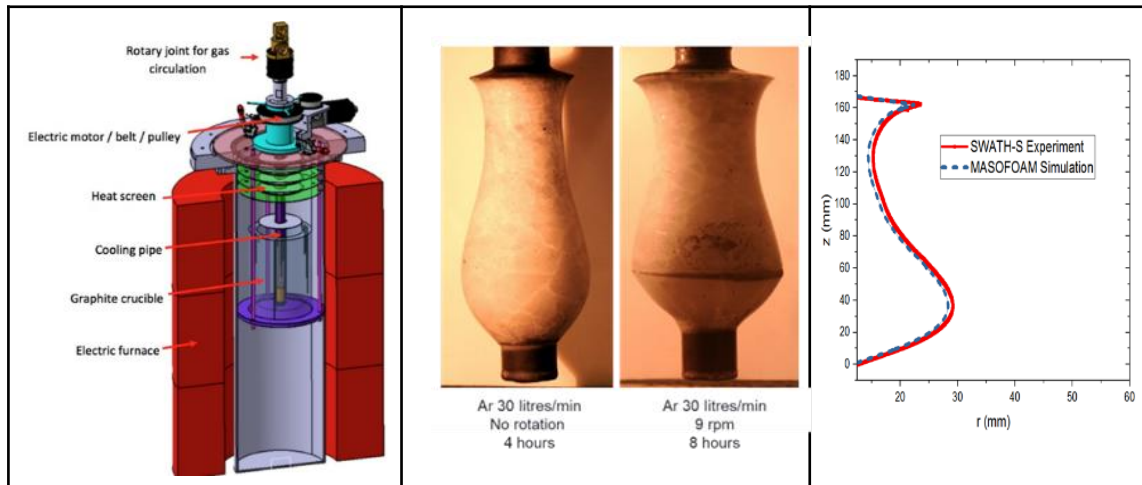 Rotary joint for gas
circulation
Electric motor / belt / pulley
Heat screen
Cooling pipe
Graphite crucible
Electric furnace
Ar 30 litres/min
No rotation
4 hours
Ar 30 litres/min
9 rpm
8 hours
180
160
140
120
100
80
60
40
20
0
z (mm)
SWATH-S Experiment
MASOFOAM Simulation
20
30
40
50
60
r (mm)